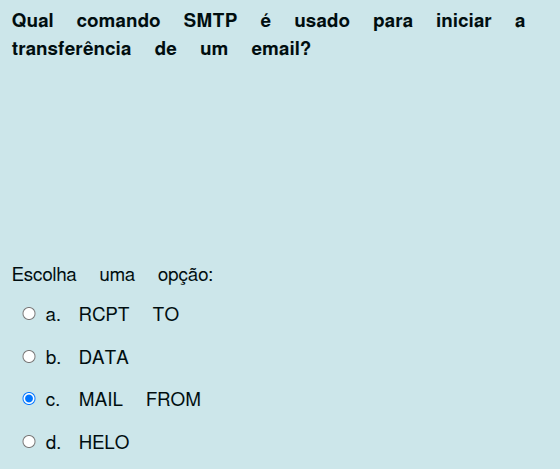 Qual comando SMTP é usado para iniciar a
transferência de um email?
Escolha uma opção:
a. RCPT TO
b. DATA
c. MAIL FROM
d. HELO